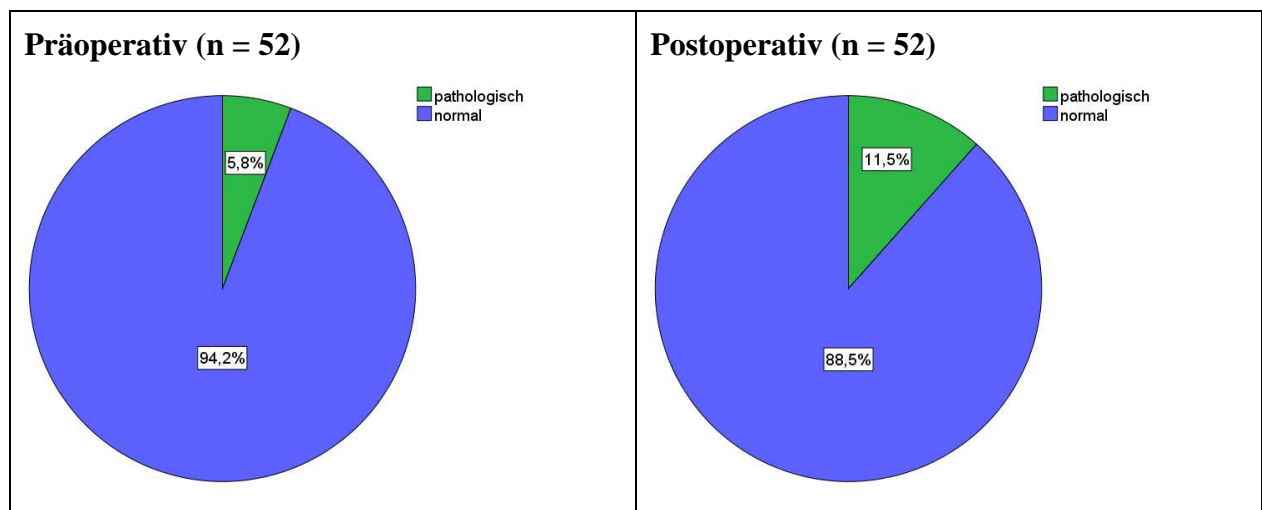 Präoperativ (n = 52)
pathologisch
normal
5,8%
94,2%
Postoperativ (n = 52)
pathologisch
normal
11,5%
88,5%